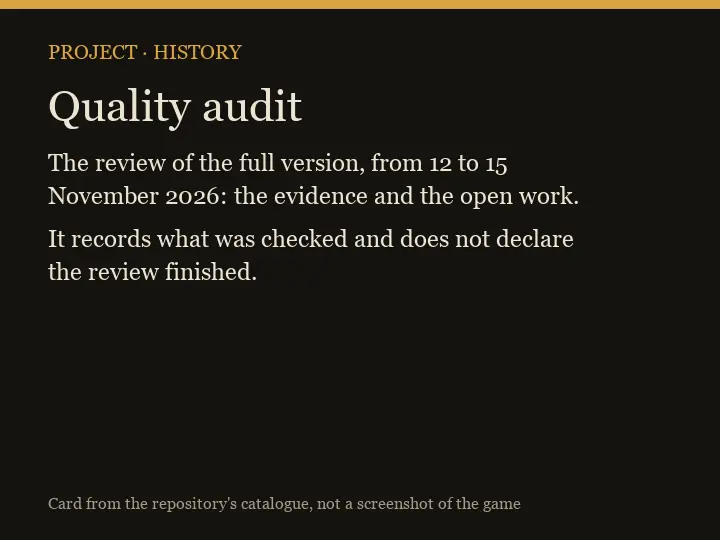 PROJECT · HISTORY
Quality audit
The review of the full version, from 12 to 15
November 2026: the evidence and the open work.
It records what was checked and does not declare
the review finished.
Card from the repository's catalogue, not a screenshot of the game